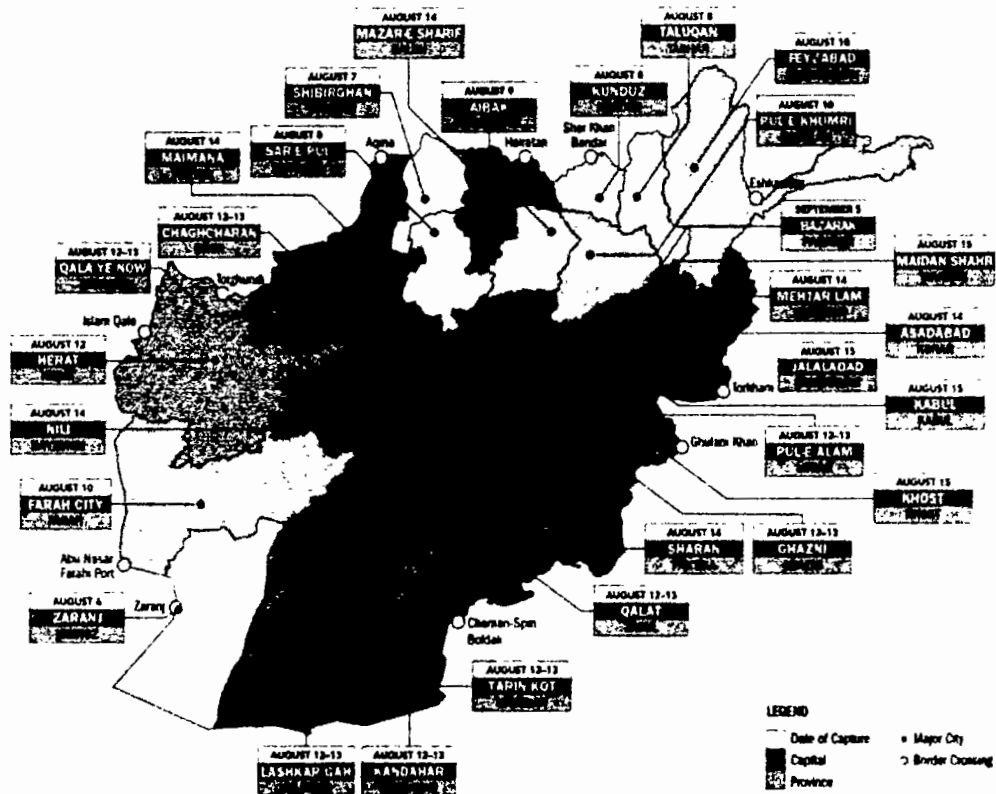 AUGUST 14
MAZAR-E SHARIF
AUGUST 8
TALUQAN
TAKHAR
AUGUST 10
FEYZABAD
AUGUST 7
SHIBIRGHAN
AUGUST 9
AIBAK
AUGUST 8
KUNDUZ
AUGUST 10
PUL-E KHUMRI
AUGUST 14
MAIMANA
AUGUST 8
SAR-E PUL
Aqina
Hairatan
Sher Khan
Bandar
Eshkashim
SEPTEMBER 5
BAZARAK
AUGUST 12–13
CHAGHCHARAN
AUGUST 15
MAIDAN SHAHR
AUGUST 12–13
QALA YE NOW
Torghundi
AUGUST 14
MEHTAR LAM
Islam Qala
AUGUST 14
ASADABAD
KUNAR
AUGUST 12
HERAT
AUGUST 15
JALALABAD
Torkham
AUGUST 15
KABUL
KABUL
AUGUST 14
NILI
Ghulam Khan
AUGUST 12–13
PUL-E ALAM
AUGUST 10
FARAH CITY
FARAH
AUGUST 15
KHOST
KHOST
AUGUST 14
SHARAN
AUGUST 12–13
GHAZNI
Abu Nasar
Farahi Port
AUGUST 6
ZARANJ
Zaranj
AUGUST 12–13
QALAT
Chaman-Spin
Boldak
AUGUST 12–13
TARIN KOT
AUGUST 12–13
LASHKAR GAH
AUGUST 12–13
KANDAHAR
LEGEND
Date of Capture
Capital
Province
Major City
Border Crossing